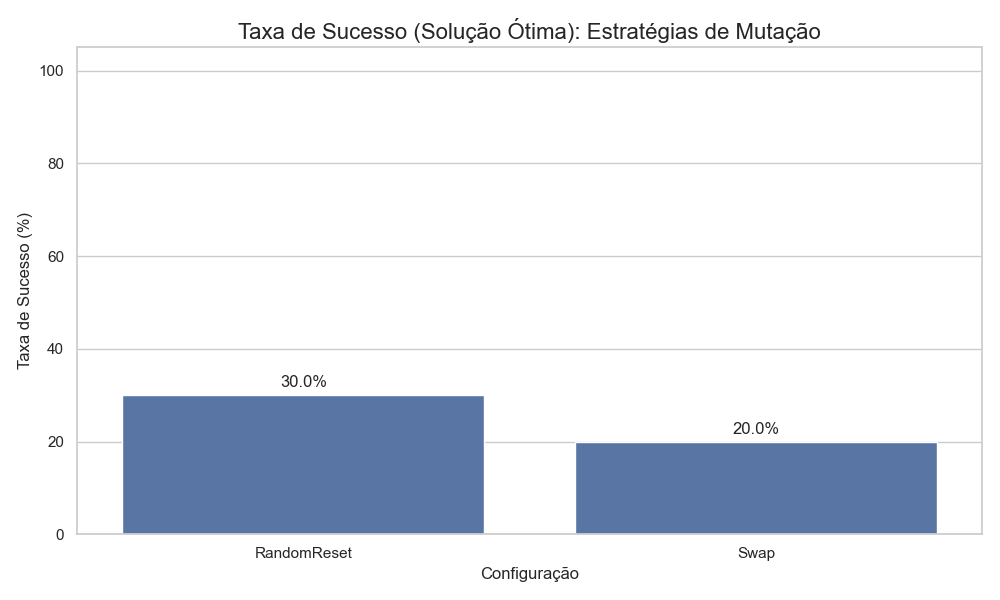 Taxa de Sucesso (Solução Ótima): Estratégias de Mutação
100
80
60
40
20
0
Taxa de Sucesso (%)
30.0%
20.0%
RandomReset
Swap
Configuração